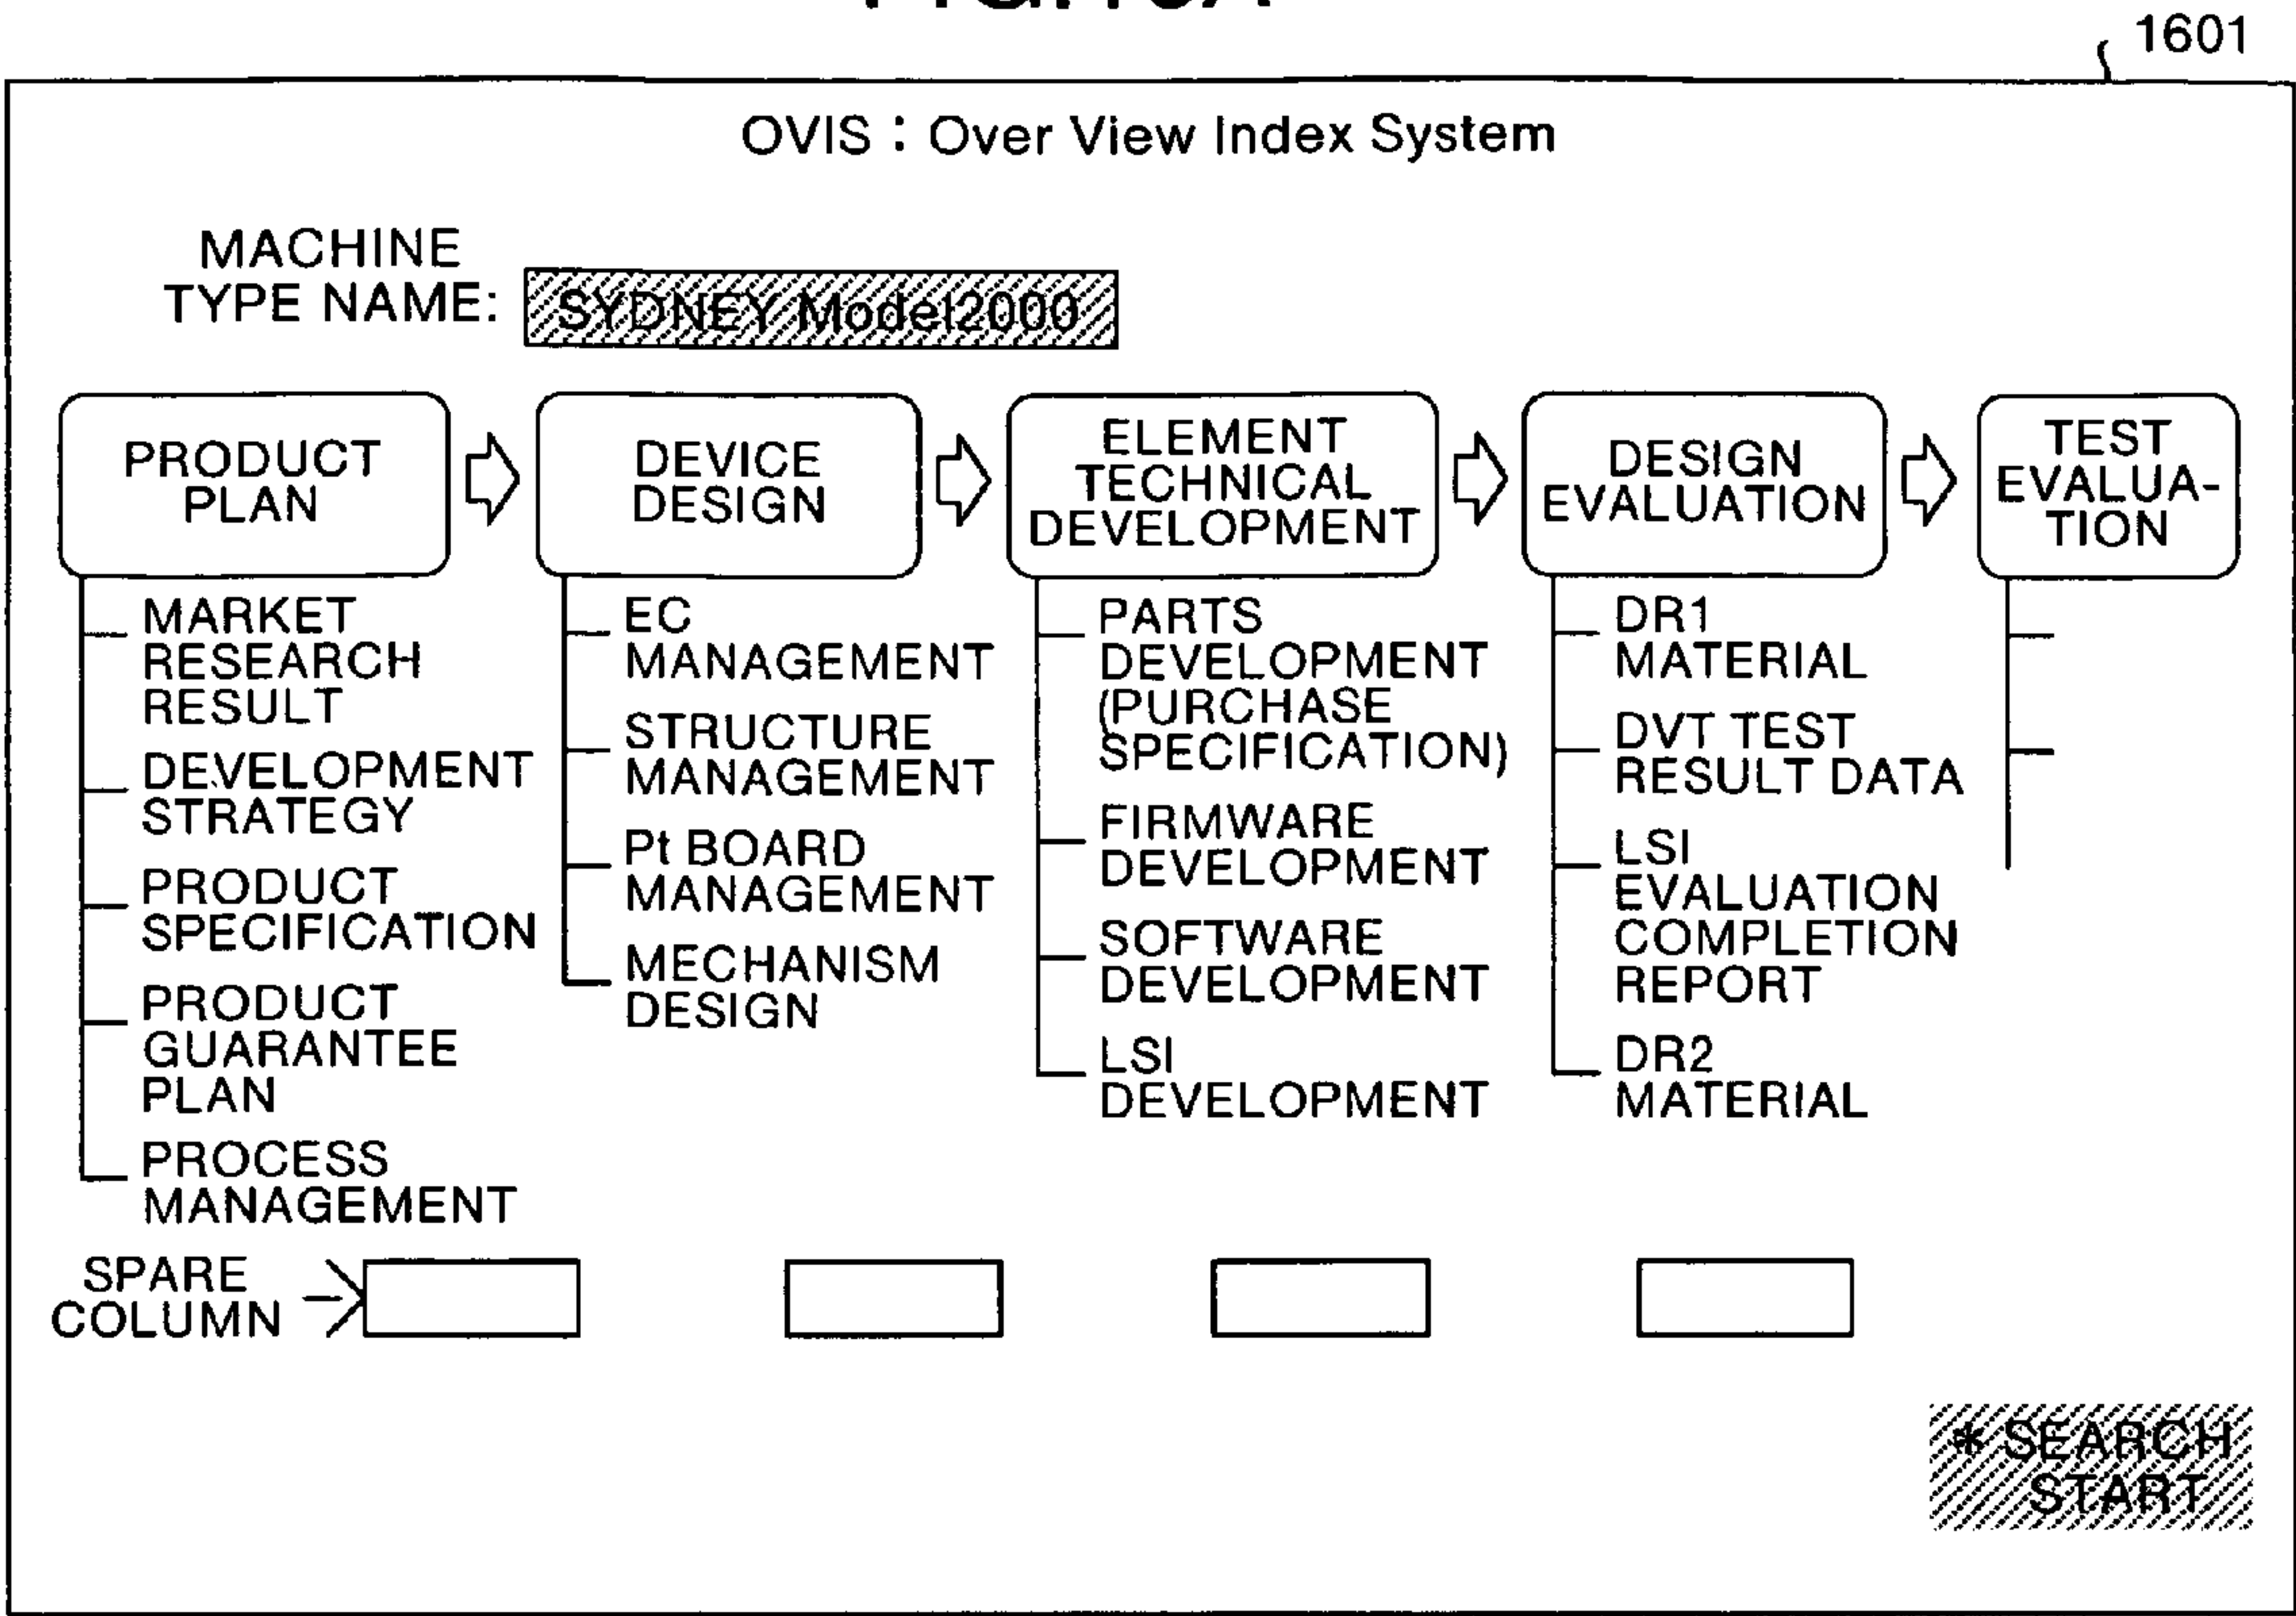 1601
OVIS : Over View Index System
MACHINE
TYPE NAME:
SYDNEY Model2000
PRODUCT
PLAN
DEVICE
DESIGN
ELEMENT
TECHNICAL
DEVELOPMENT
DESIGN
EVALUATION
TEST
EVALUA-
TION
MARKET
RESEARCH
RESULT
DEVELOPMENT
STRATEGY
PRODUCT
SPECIFICATION
PRODUCT
GUARANTEE
PLAN
PROCESS
MANAGEMENT
EC
MANAGEMENT
STRUCTURE
MANAGEMENT
Pt BOARD
MANAGEMENT
MECHANISM
DESIGN
PARTS
DEVELOPMENT
(PURCHASE
SPECIFICATION)
FIRMWARE
DEVELOPMENT
SOFTWARE
DEVELOPMENT
LSI
DEVELOPMENT
DR1
MATERIAL
DVT TEST
RESULT DATA
LSI
EVALUATION
COMPLETION
REPORT
DR2
MATERIAL
SPARE
COLUMN
* SEARCH
START